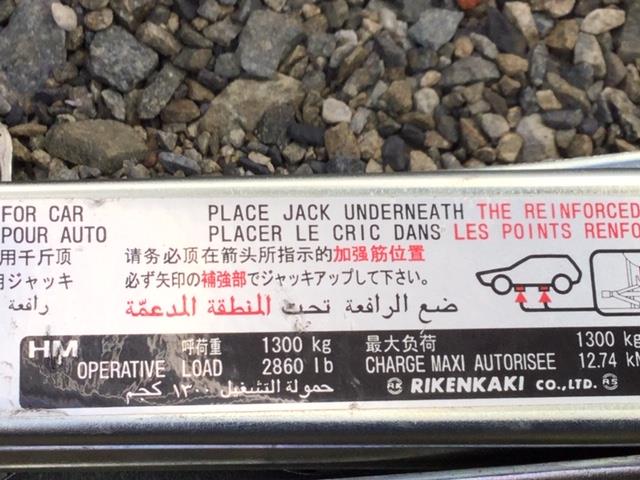 FOR CAR PLACE JACK UNDERNEATH THE REINFORCED
POUR AUTO PLACER LE CRIC DANS LES POINTS RENFO
用千斤顶 请务必顶在箭头所指示的加强筋位置
用ジャッキ 必ず矢印の補強部でジャッキアップして下さい。
رافعة ضع الرافعة تحت المنطقة المدعمّة
HM 呼荷重 1300 kg 最大负荷 1300 kg
OPERATIVE LOAD 2860 lb CHARGE MAXI AUTORISEE 12.74 kN
حمولة التشغيل ١٣٠٠ كجم RK RIKENKAKI CO.,LTD. RS